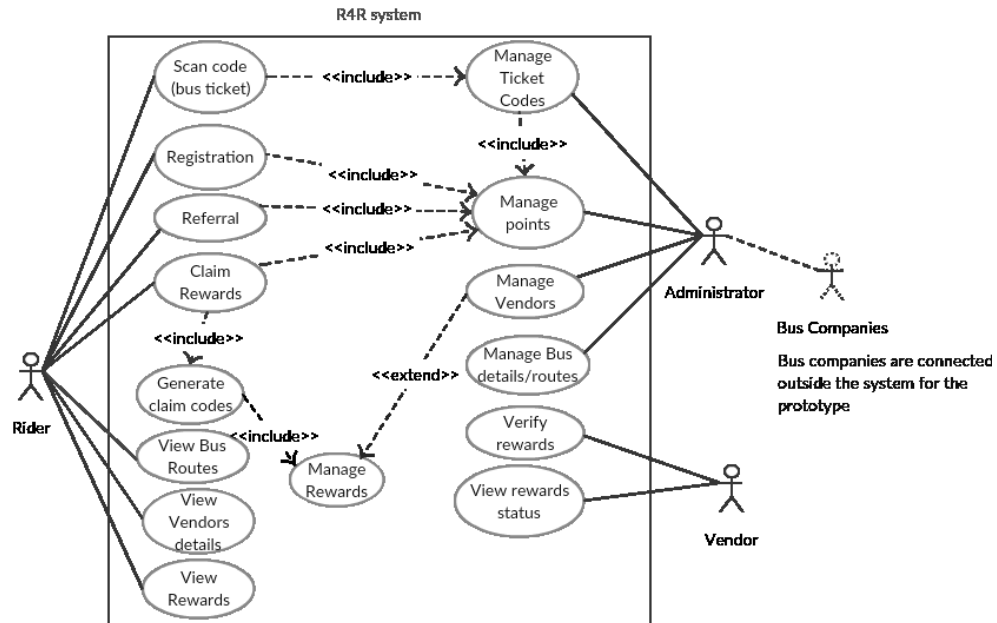 R4R system
Scan code
(bus ticket)
<<include>>
Manage
Ticket
Codes
<<include>>
Registration
<<include>>
Referral
<<include>>
Manage
points
<<include>>
Claim
Rewards
Manage
Vendors
Administrator
Bus Companies
Bus companies are connected
outside the system for the
prototype
<<include>>
Manage Bus
details/routes
<<extend>>
Generate
claim codes
Rider
<<include>>
View Bus
Routes
Manage
Rewards
Verify
rewards
View rewards
status
Vendor
View
Vendors
details
View
Rewards